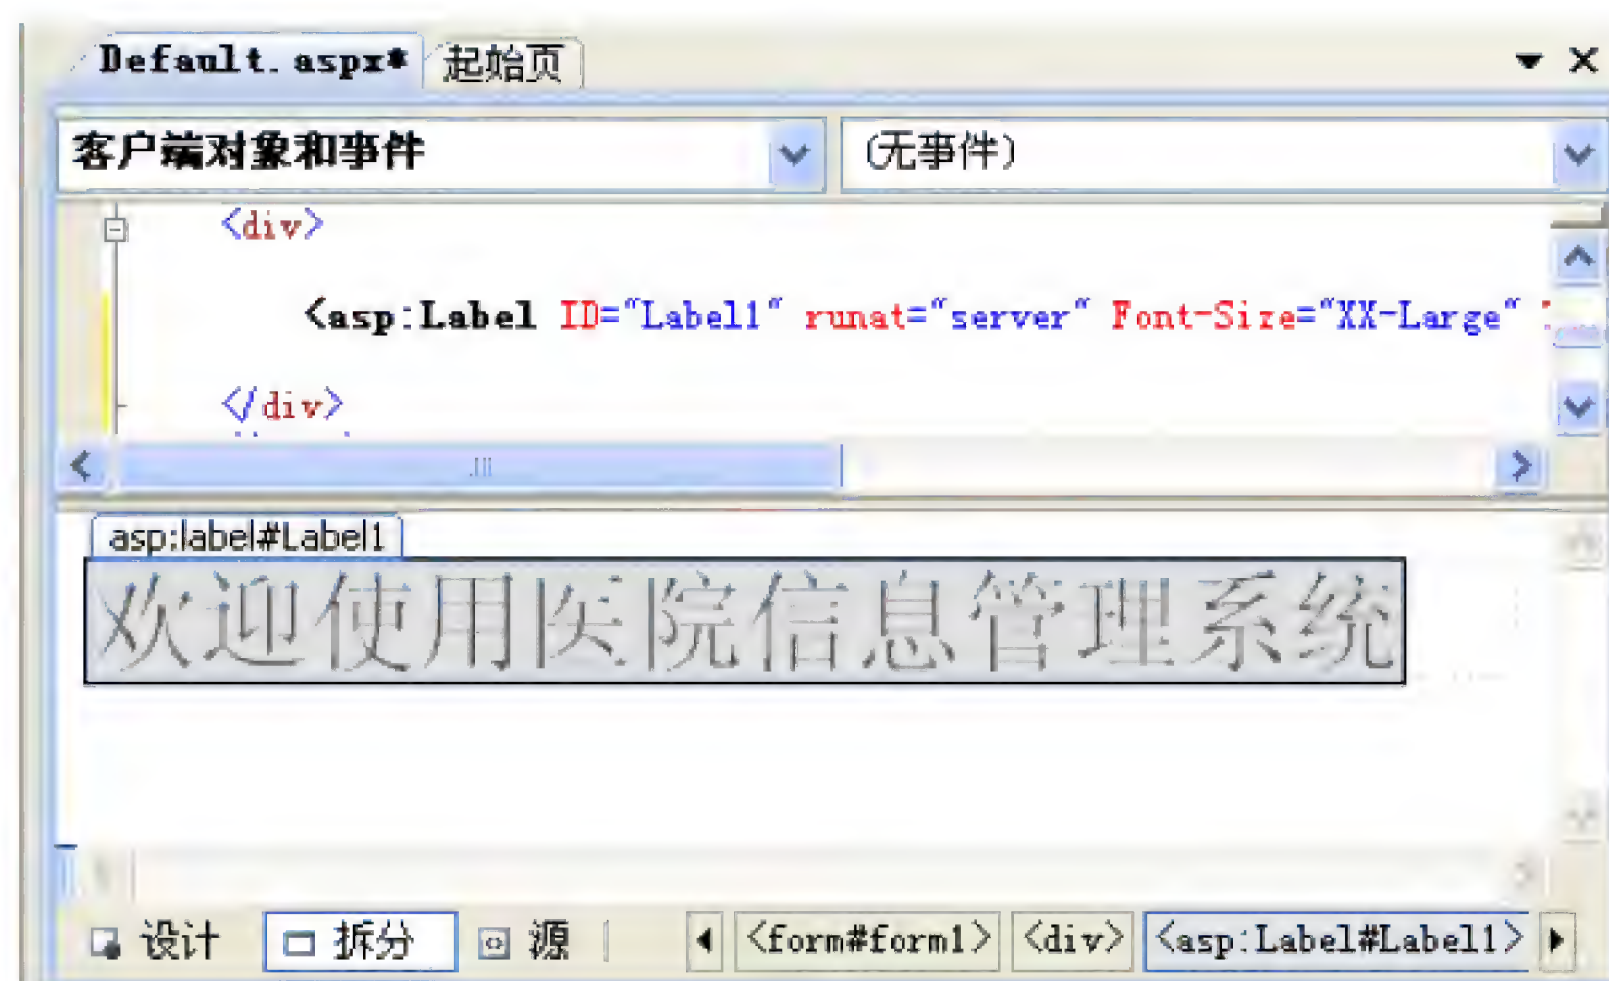 Default.aspx* 起始页
客户端对象和事件 (无事件)
<div>
<asp:Label ID="Label1" runat="server" Font-Size="XX-Large"
</div>
asp:label#Label1
欢迎使用医院信息管理系统
设计 拆分 源 <form#form1> <div> <asp:Label#Label1>